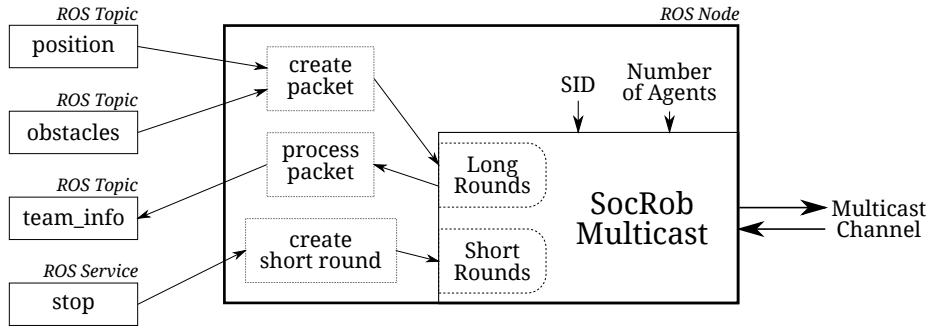 ROS Topic
position
ROS Topic
obstacles
ROS Topic
team_info
ROS Service
stop
ROS Node
create
packet
process
packet
create
short round
SID
Number
of Agents
Long
Rounds
Short
Rounds
SocRob
Multicast
Multicast
Channel